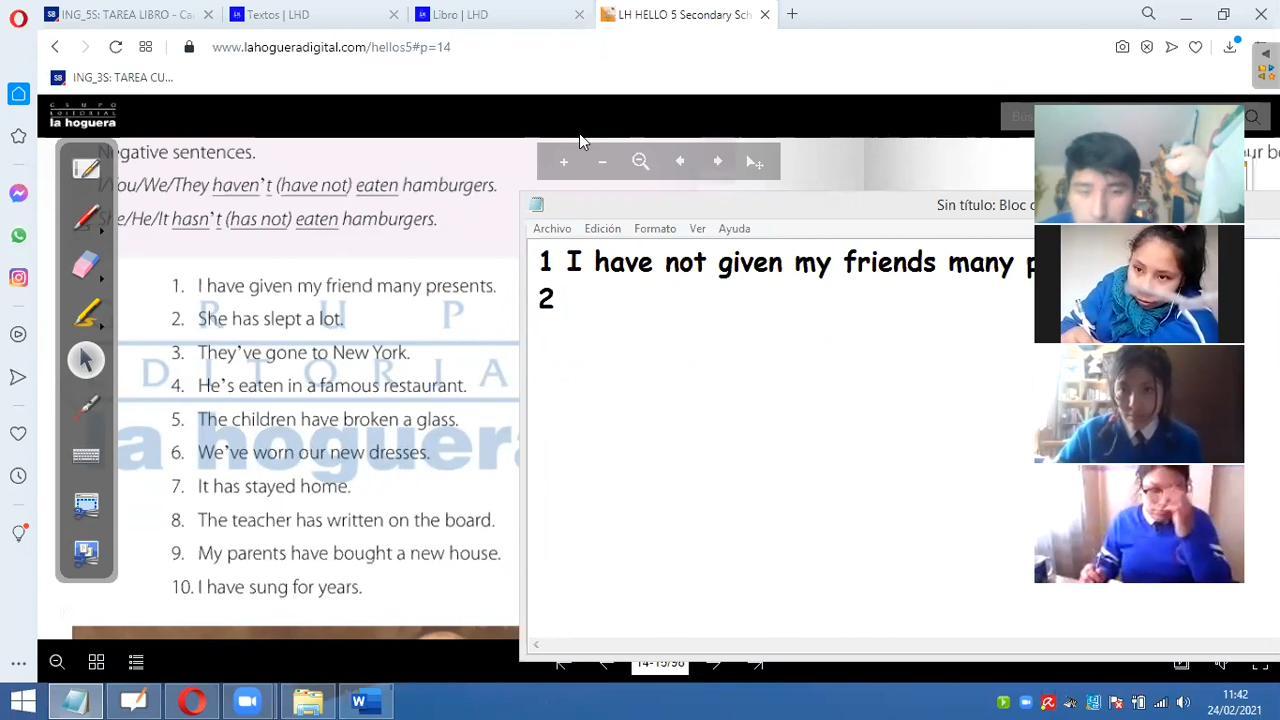 ING_5S: TAREA LIBRO - Ca
Textos | LHD
Libro | LHD
LH HELLO 5 Secondary Sch
www.lahogueradigital.com/hellos5#p=14
ING_3S: TAREA CU...
GRUPO
EDITORIAL
la hoguera
Negative sentences.
I/You/We/They haven't (have not) eaten hamburgers.
She/He/It hasn't (has not) eaten hamburgers.
1. I have given my friend many presents.
2. She has slept a lot.
3. They've gone to New York.
4. He's eaten in a famous restaurant.
5. The children have broken a glass.
6. We've worn our new dresses.
7. It has stayed home.
8. The teacher has written on the board.
9. My parents have bought a new house.
10. I have sung for years.
Sin título: Bloc
Archivo Edición Formato Ver Ayuda
1 I have not given my friends many p
2
14-15/98
11:42
24/02/2021